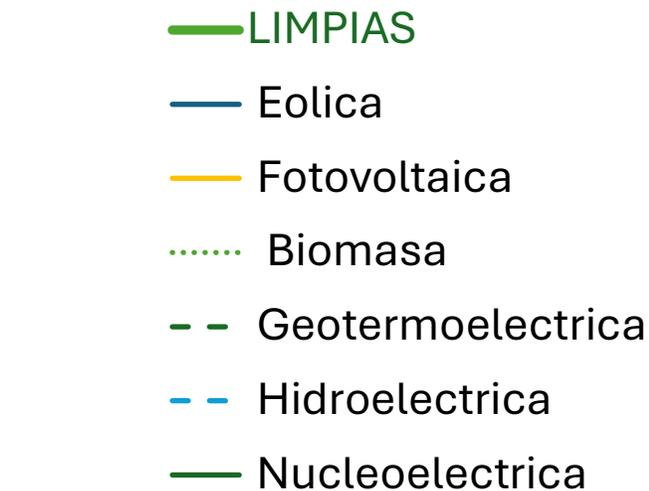 LIMPIAS
Eolica
Fotovoltaica
Biomasa
Geotermoelectrica
Hidroelectrica
Nucleoelectrica